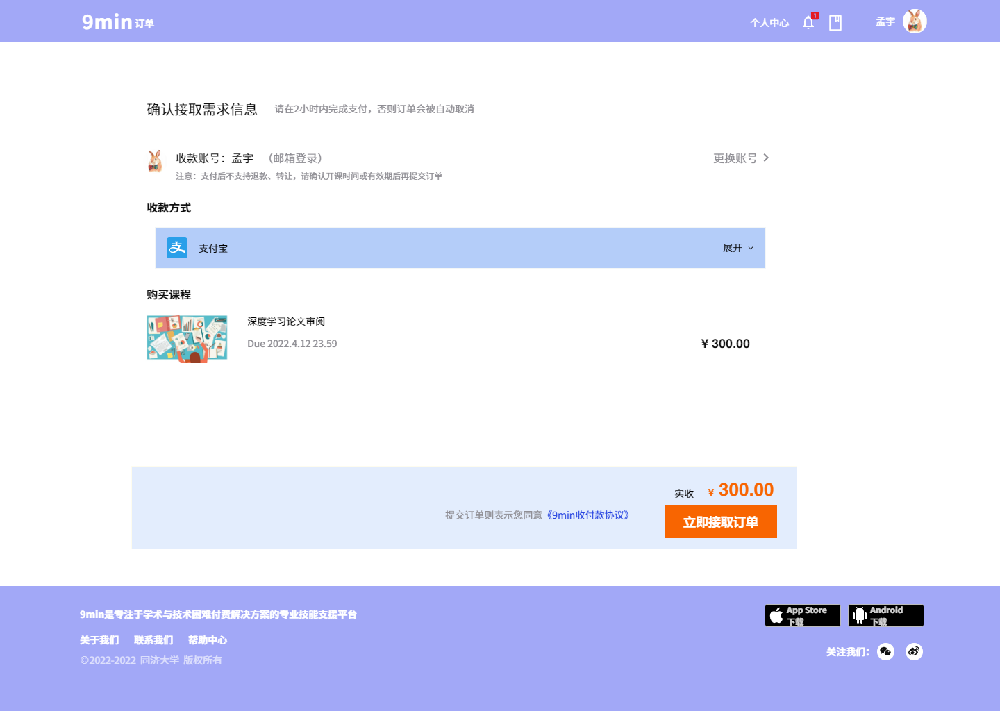 9min 订单
个人中心
1
孟宇
确认接取需求信息
请在2小时内完成支付，否则订单会被自动取消
收款账号：孟宇 （邮箱登录）
更换账号
注意：支付后不支持退款、转让，请确认开课时间或有效期后再提交订单
收款方式
支 支付宝
展开
购买课程
深度学习论文审阅
Due 2022.4.12 23.59
¥ 300.00
实收 ¥ 300.00
提交订单则表示您同意《9min收付款协议》
立即接取订单
9min是专注于学术与技术困难付费解决方案的专业技能支援平台
关于我们 联系我们 帮助中心
©2022-2022 同济大学 版权所有
App Store
下载
Android
下载
关注我们：